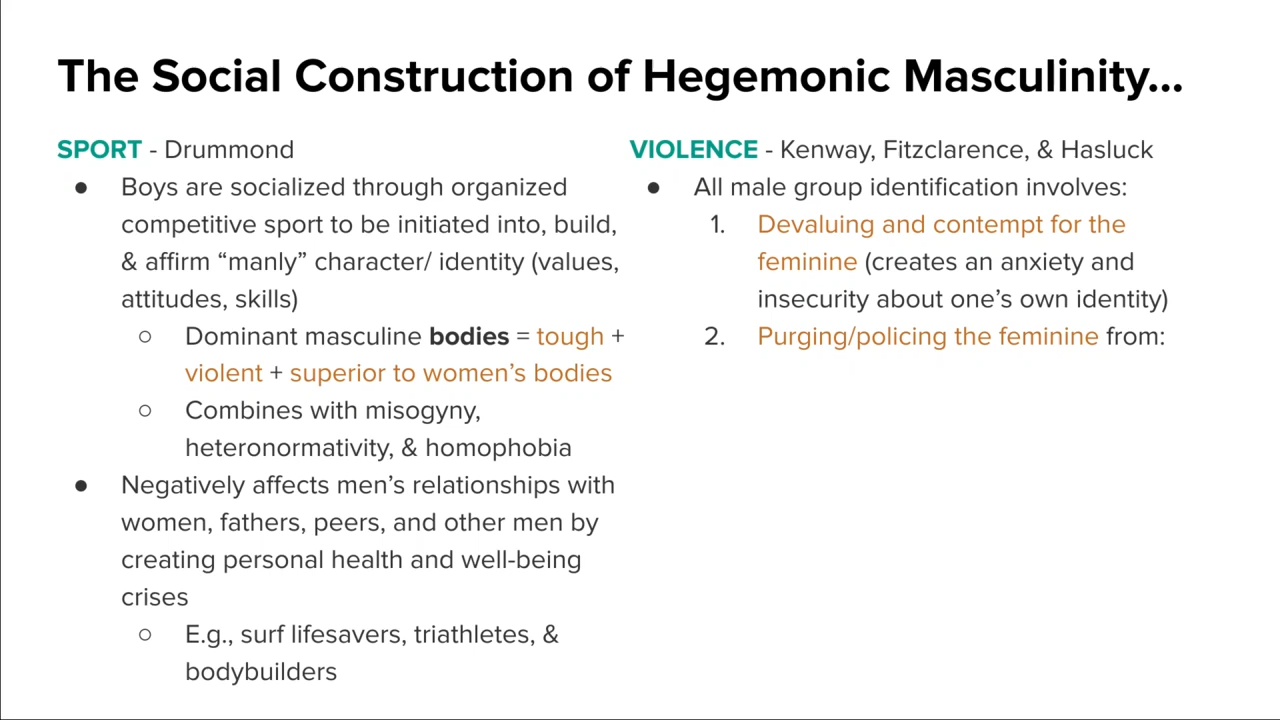 The Social Construction of Hegemonic Masculinity...
SPORT - Drummond
● Boys are socialized through organized
competitive sport to be initiated into, build,
& affirm “manly” character/ identity (values,
attitudes, skills)
○ Dominant masculine bodies = tough +
violent + superior to women’s bodies
○ Combines with misogyny,
heteronormativity, & homophobia
● Negatively affects men’s relationships with
women, fathers, peers, and other men by
creating personal health and well-being
crises
○ E.g., surf lifesavers, triathletes, &
bodybuilders
VIOLENCE - Kenway, Fitzclarence, & Hasluck
● All male group identification involves:
1. Devaluing and contempt for the
feminine (creates an anxiety and
insecurity about one’s own identity)
2. Purging/policing the feminine from: